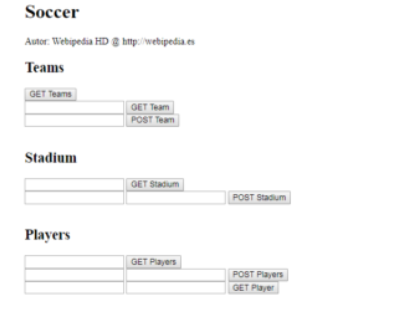 Soccer
Autor: Webipedia HD @ http://webipedia.es
Teams
GET Teams
GET Team
POST Team
Stadium
GET Stadium
POST Stadium
Players
GET Players
POST Players
GET Player